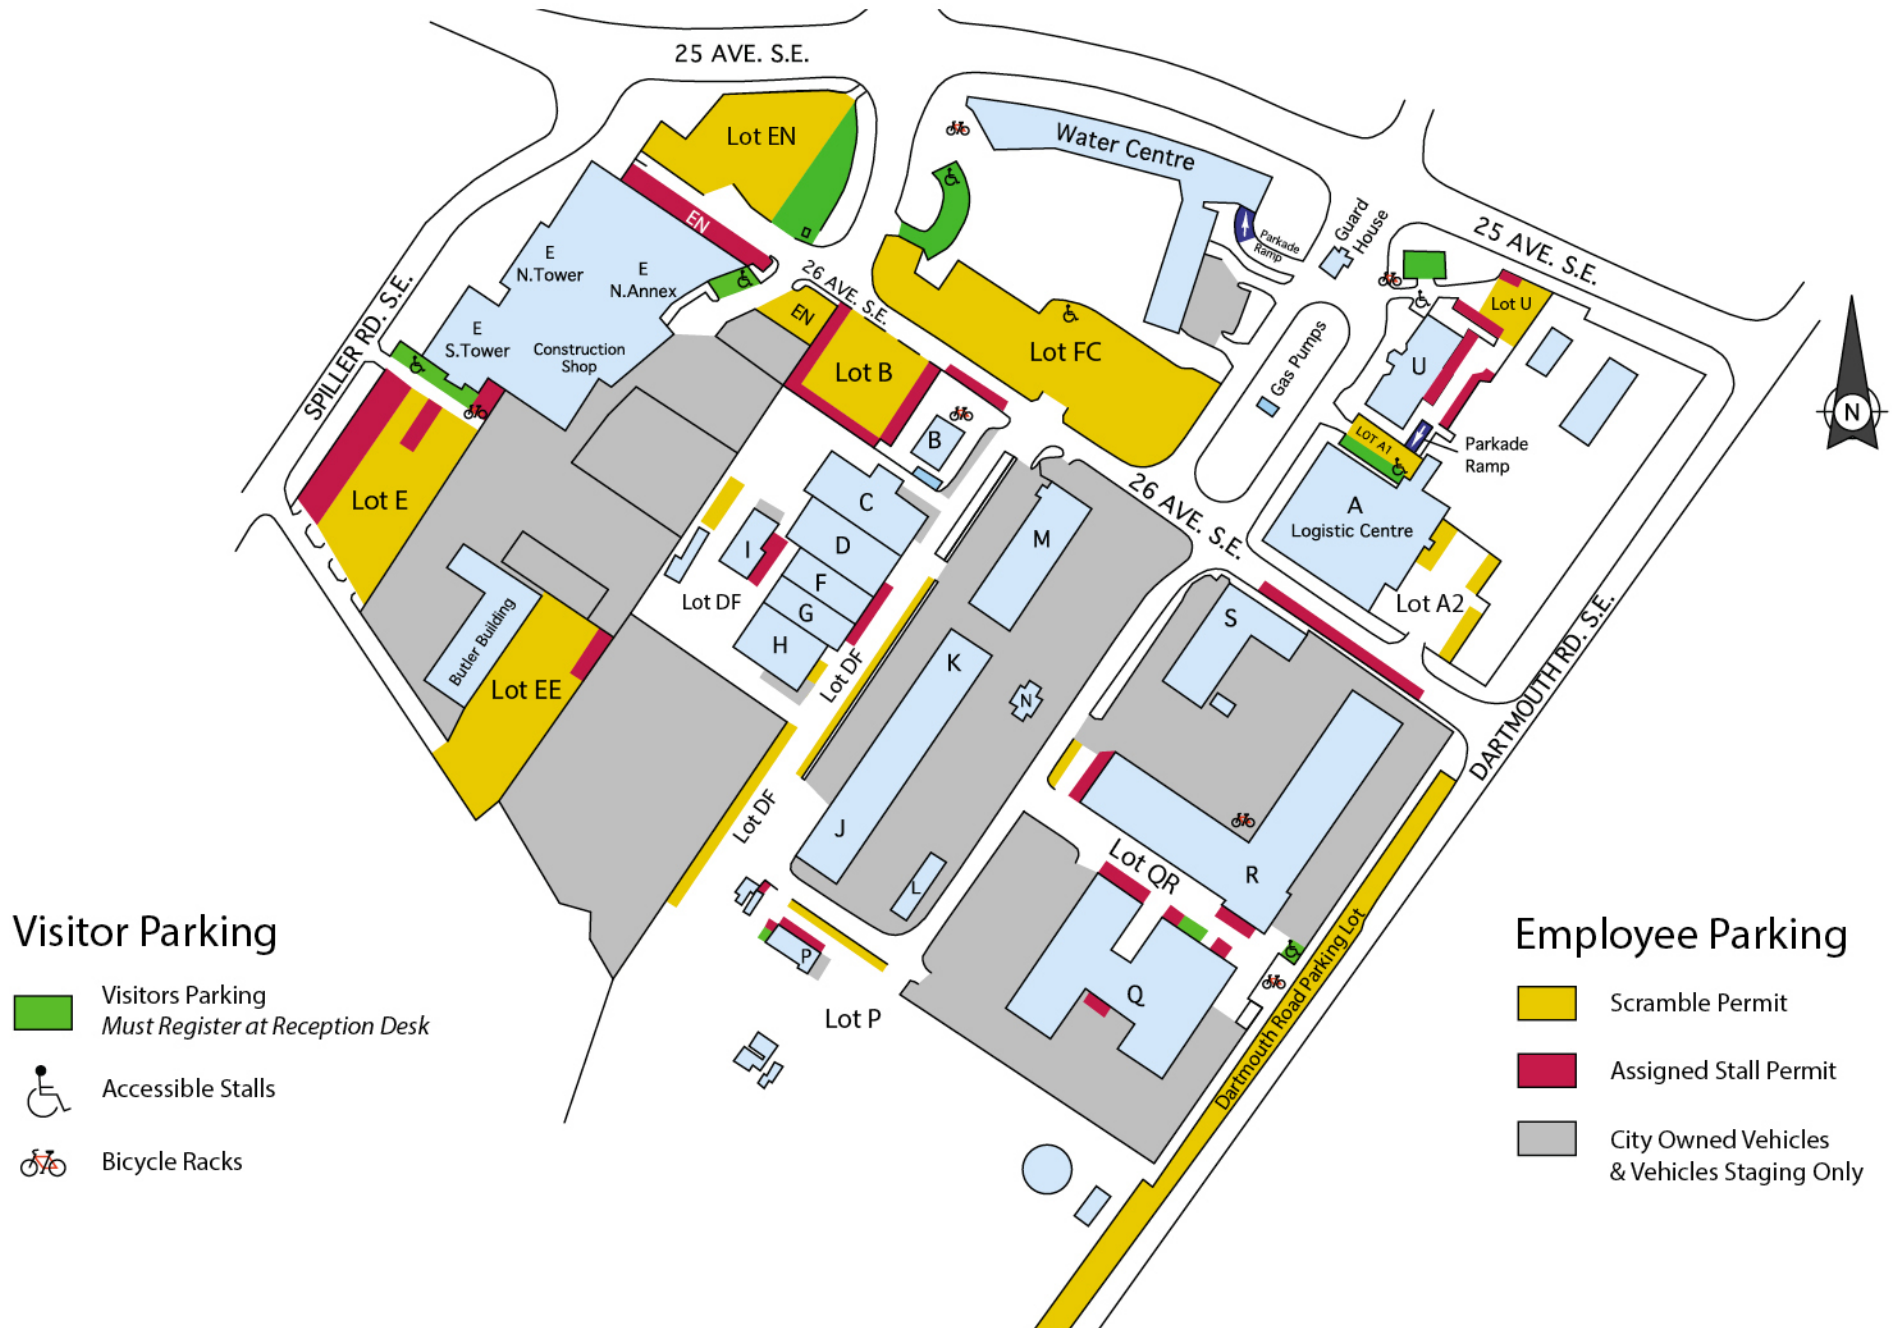 25 AVE. S.E.
Lot EN
Water Centre
EN
Parkade
Ramp
Guard
House
25 AVE. S.E.
E
N.Tower
E
N.Annex
26 AVE. S.E.
EN
Lot U
SPILLER RD. S.E.
E
S.Tower
Construction
Shop
Lot B
Lot FC
Gas Pumps
U
N
B
LOT A1
Parkade
Ramp
Lot E
C
26 AVE. S.E.
A
Logistic Centre
I
D
M
F
Lot DF
G
Lot A2
H
S
Butler Building
Lot EE
Lot DF
K
N
DARTMOUTH RD. S.E.
Lot DF
J
Lot QR
R
L
P
Q
Lot P
Dartmouth Road Parking Lot
Visitor Parking
Visitors Parking
Must Register at Reception Desk
Accessible Stalls
Bicycle Racks
Employee Parking
Scramble Permit
Assigned Stall Permit
City Owned Vehicles
& Vehicles Staging Only